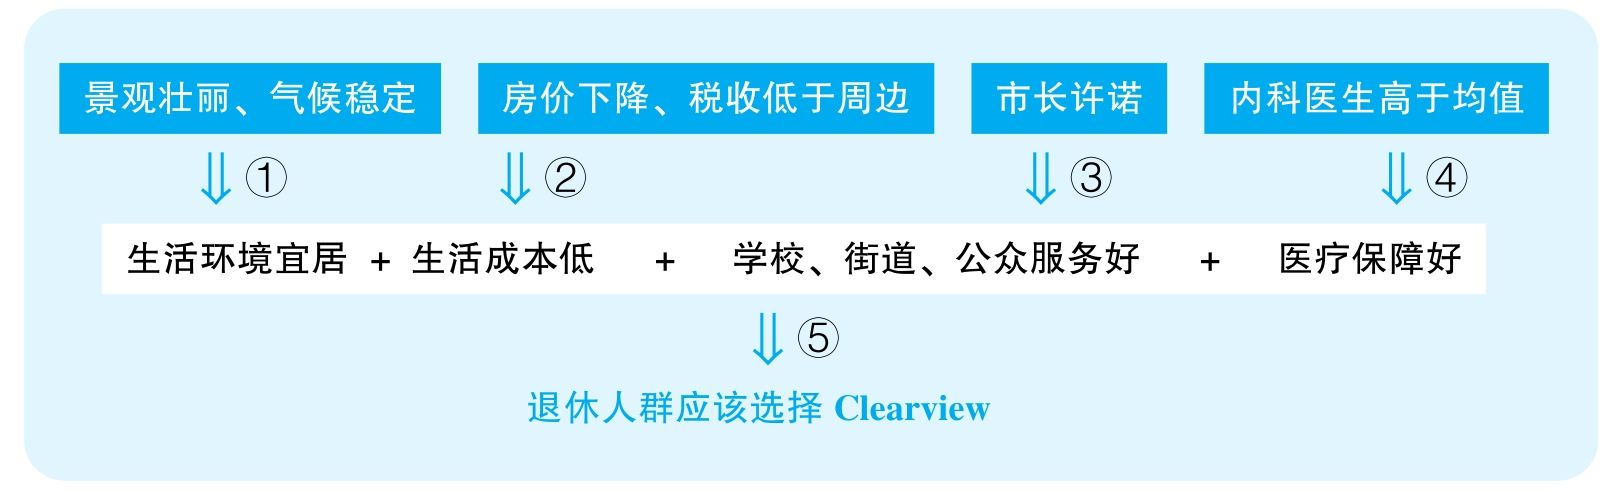 景观壮丽、气候稳定 房价下降、税收低于周边 市长许诺 内科医生高于均值
① ② ③ ④
生活环境宜居 + 生活成本低 + 学校、街道、公众服务好 + 医疗保障好
⑤
退休人群应该选择 Clearview